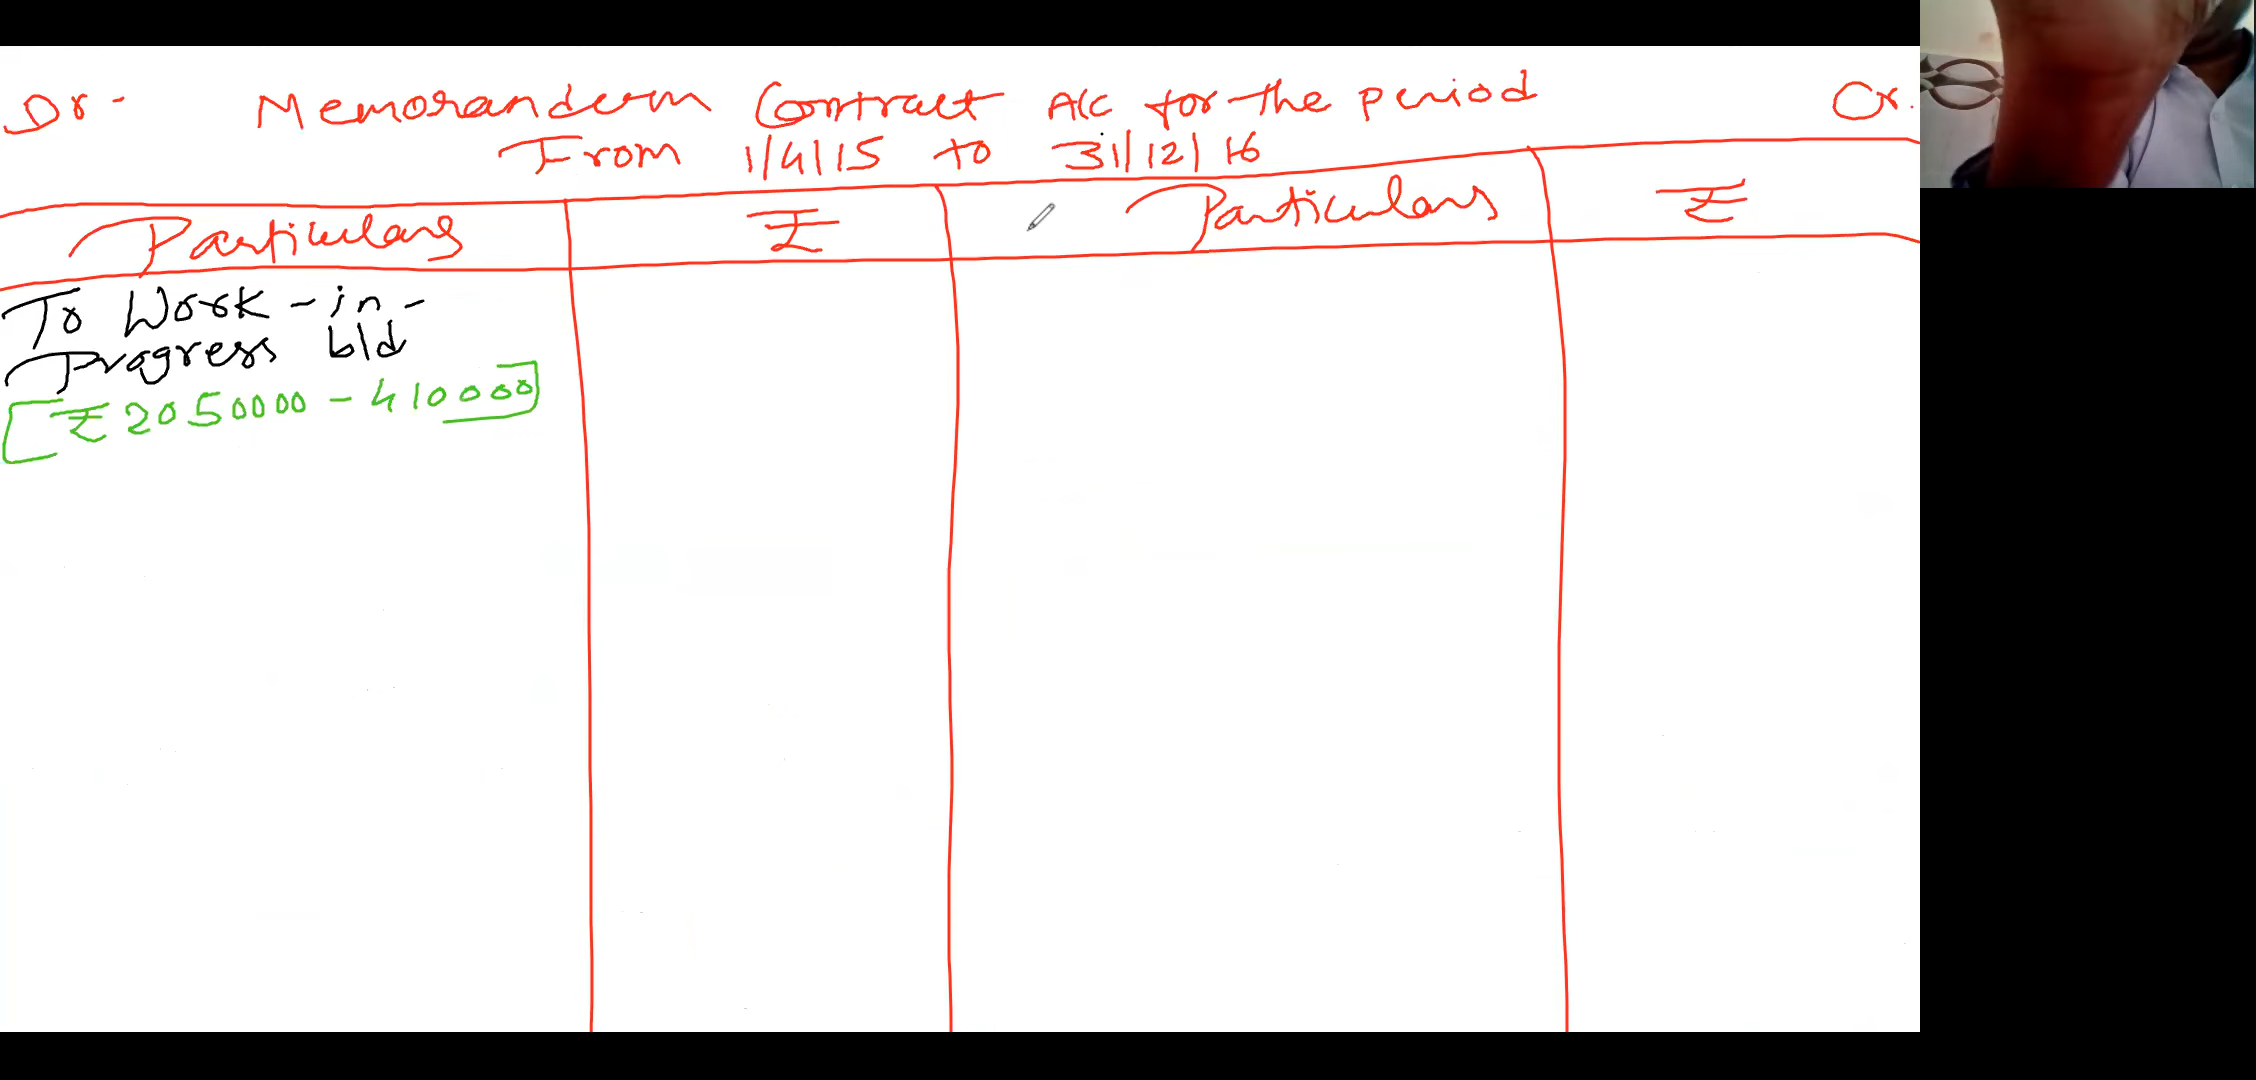 Dr. Memorandum Contract A/C for the period Cr.
From 1/4/15 to 31/12/16
Particulars ₹ Particulars ₹
To Work-in-
Progress b/d
[₹2050000 - 410000]